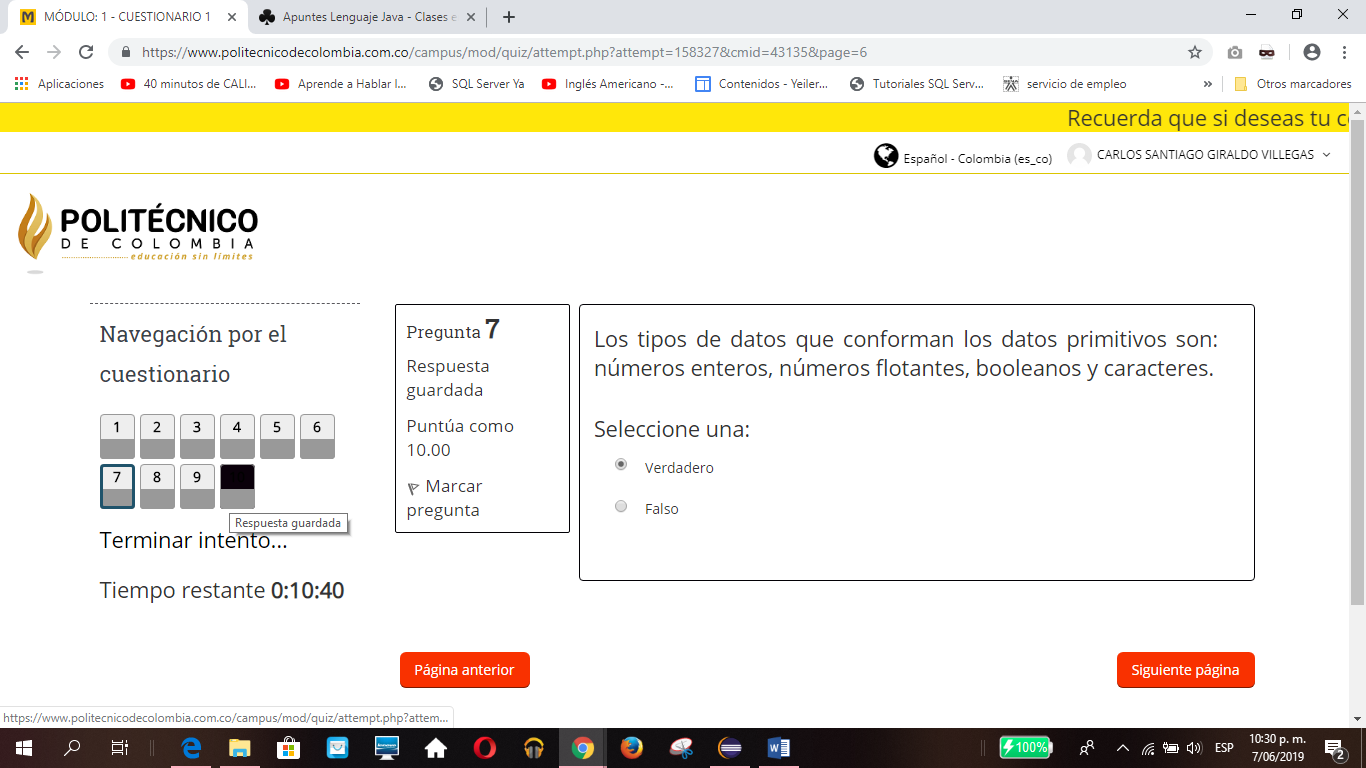 MÓDULO: 1 - CUESTIONARIO 1
Apuntes Lenguaje Java - Clases e
https://www.politecnicodecolombia.com.co/campus/mod/quiz/attempt.php?attempt=158327&cmid=43135&page=6
Aplicaciones
40 minutos de CALI...
Aprende a Hablar I...
SQL Server Ya
Inglés Americano -...
Contenidos - Yeiler...
Tutoriales SQL Serv...
servicio de empleo
»
Otros marcadores
Recuerda que si deseas tu c
Español - Colombia (es_co)
CARLOS SANTIAGO GIRALDO VILLEGAS
POLITÉCNICO
DE COLOMBIA
educación sin límites
Navegación por el
cuestionario
1 2 3 4 5 6
7 8 9
Respuesta guardada
Terminar intento...
Tiempo restante 0:10:40
Pregunta 7
Respuesta
guardada
Puntúa como
10.00
Marcar
pregunta
Los tipos de datos que conforman los datos primitivos son:
números enteros, números flotantes, booleanos y caracteres.
Seleccione una:
Verdadero
Falso
Página anterior
Siguiente página
https://www.politecnicodecolombia.com.co/campus/mod/quiz/attempt.php?attem...
100%
ESP
10:30 p. m.
7/06/2019
2